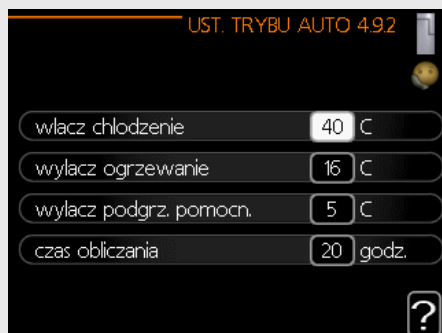 UST. TRYBU AUTO 4.9.2
wlacz chlodzenie 40 C
wylacz ogrzewanie 16 C
wylacz podgrz. pomocn. 5 C
czas obliczania 20 godz.
?